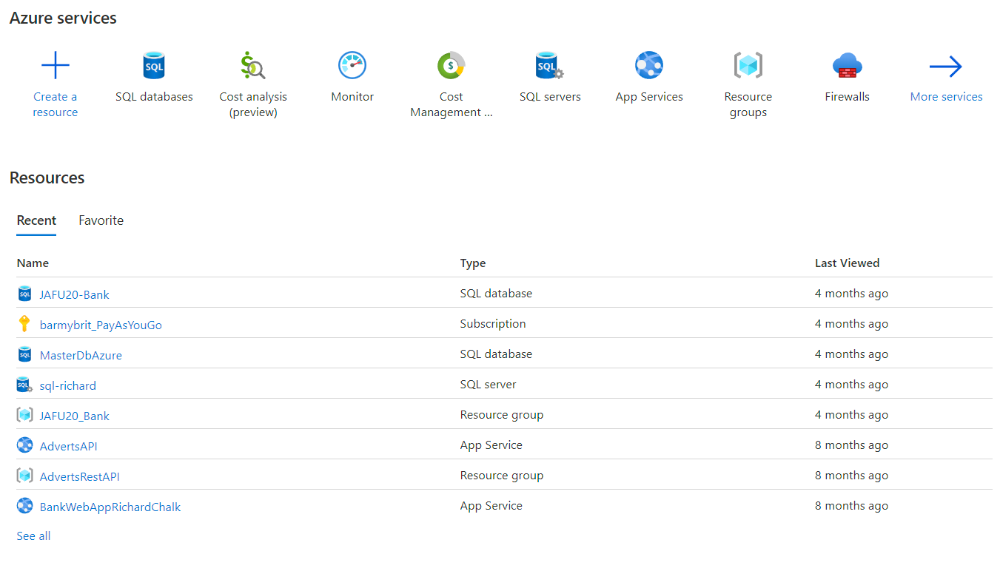 Azure services
SQL SQL
Create a SQL databases Cost analysis Monitor Cost SQL servers App Services Resource Firewalls More services
resource (preview) Management ... groups
Resources
Recent Favorite
Name Type Last Viewed
SQL JAFU20-Bank SQL database 4 months ago
barmybrit_PayAsYouGo Subscription 4 months ago
SQL MasterDbAzure SQL database 4 months ago
SQL sql-richard SQL server 4 months ago
JAFU20_Bank Resource group 4 months ago
AdvertsAPI App Service 8 months ago
AdvertsRestAPI Resource group 8 months ago
BankWebAppRichardChalk App Service 8 months ago
See all